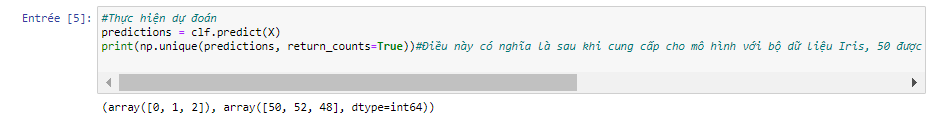 Entrée [5]: #Thực hiện dự đoán
predictions = clf.predict(X)
print(np.unique(predictions, return_counts=True))#Điều này có nghĩa là sau khi cung cấp cho mô hình với bộ dữ liệu Iris, 50 được
(array([0, 1, 2]), array([50, 52, 48], dtype=int64))